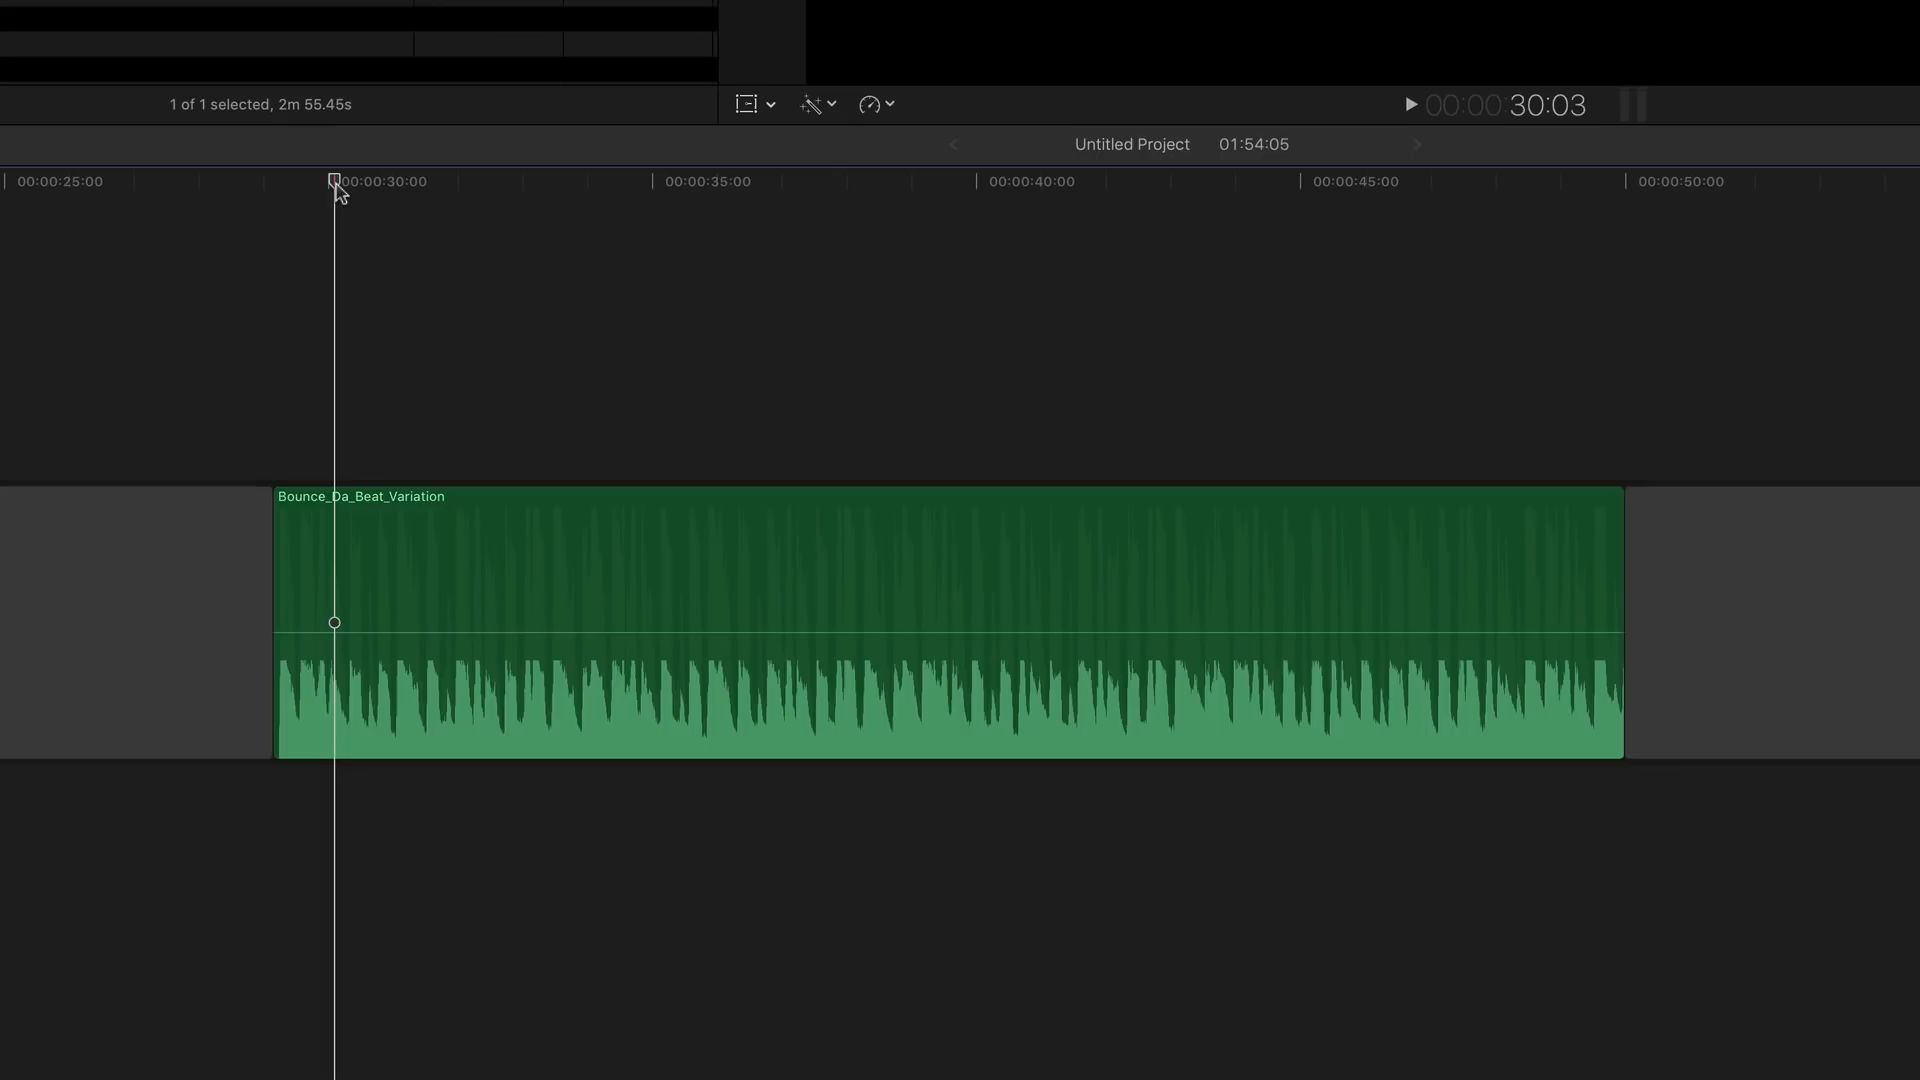 1 of 1 selected, 2m 55.45s
00:00:30:03
Untitled Project 01:54:05
00:00:25:00 00:00:30:00 00:00:35:00 00:00:40:00 00:00:45:00 00:00:50:00
Bounce_Da_Beat_Variation